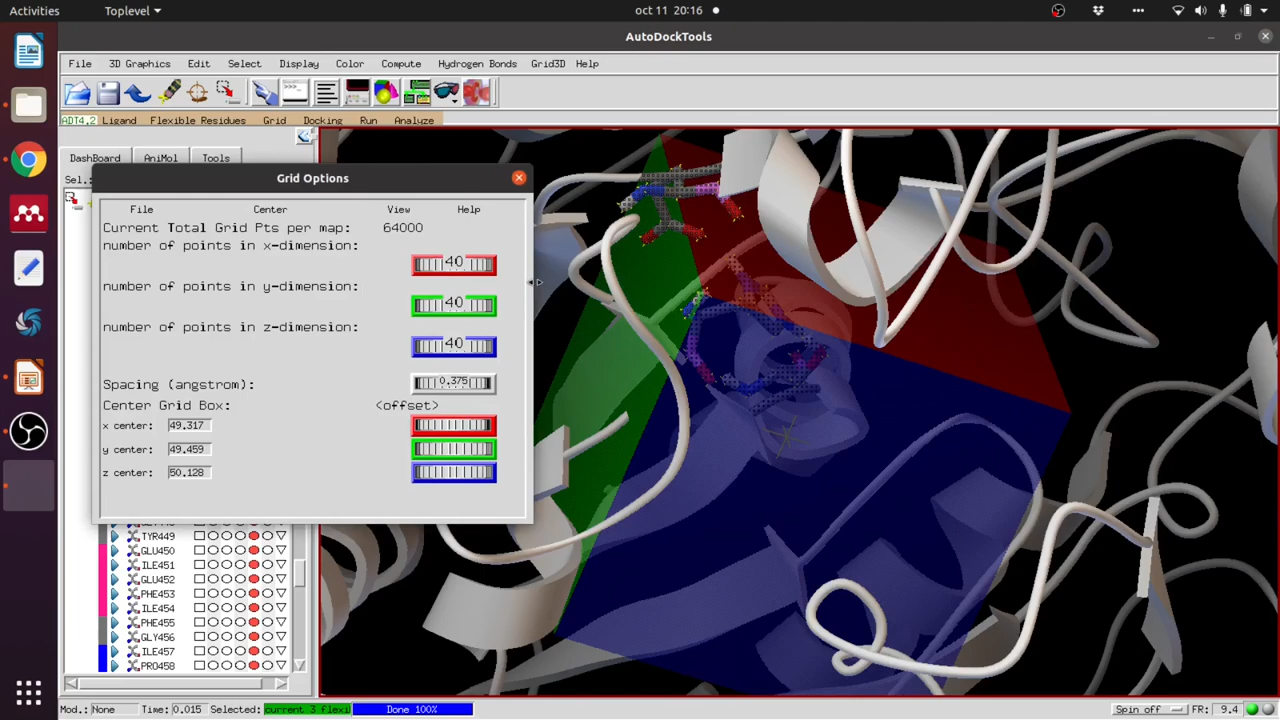 Activities
Toplevel
oct 11 20:16
AutoDockTools
File 3D Graphics Edit Select Display Color Compute Hydrogen Bonds Grid3D Help
ADT4.2 Ligand Flexible Residues Grid Docking Run Analyze
DashBoard AniMol Tools
Sel.:
Grid Options
File Center View Help
Current Total Grid Pts per map: 64000
number of points in x-dimension:
40
number of points in y-dimension:
40
number of points in z-dimension:
40
Spacing (angstrom): 0.375
Center Grid Box: <offset>
x center: 49.317
y center: 49.459
z center: 50.128
TYR449
GLU450
ILE451
GLU452
PHE453
ILE454
PHE455
GLY456
ILE457
PRO458
Mod.: None Time: 0.015 Selected: current 3 flexi Done 100% Spin off FR: 9.4